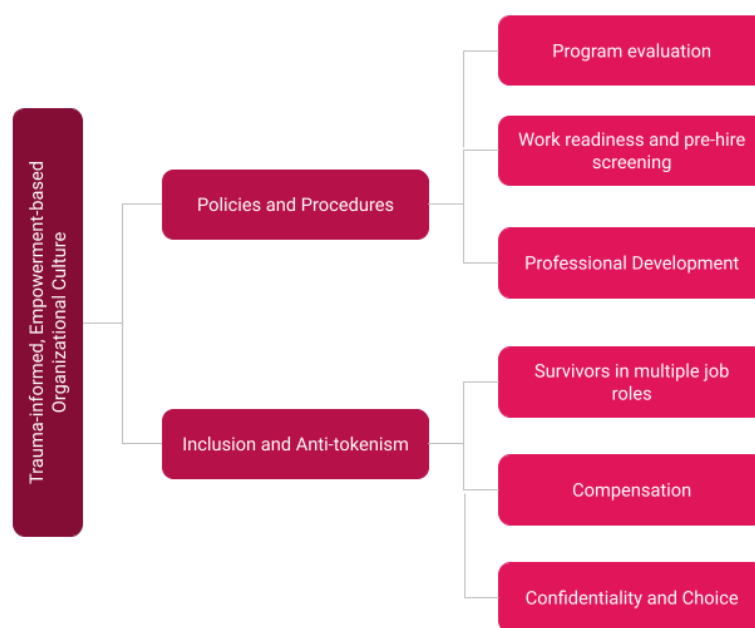 Trauma-informed, Empowerment-based
Organizational Culture
Policies and Procedures
Program evaluation
Work readiness and pre-hire
screening
Professional Development
Inclusion and Anti-tokenism
Survivors in multiple job
roles
Compensation
Confidentiality and Choice